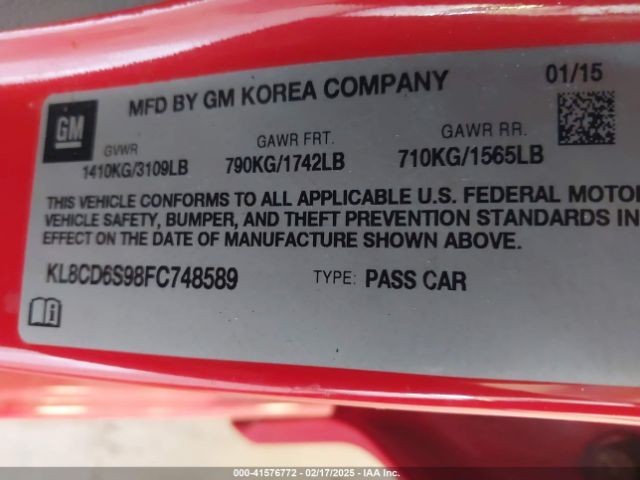 MFD BY GM KOREA COMPANY 01/15
GM
GVWR GAWR FRT. GAWR RR.
1410KG/3109LB 790KG/1742LB 710KG/1565LB
THIS VEHICLE CONFORMS TO ALL APPLICABLE U.S. FEDERAL MOTOR
VEHICLE SAFETY, BUMPER, AND THEFT PREVENTION STANDARDS IN
EFFECT ON THE DATE OF MANUFACTURE SHOWN ABOVE.
KL8CD6S98FC748589 TYPE: PASS CAR
000-41576772 — 02/17/2025 — IAA Inc.